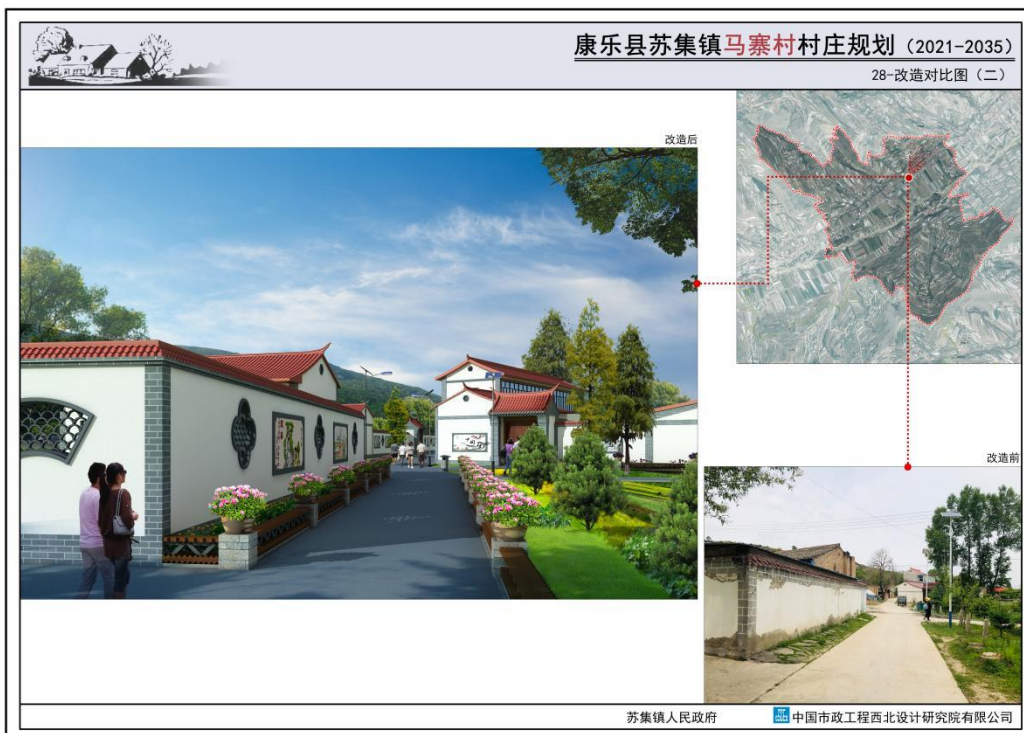 康乐县苏集镇马寨村村庄规划（2021-2035）
28-改造对比图（二）
改造后
改造前
苏集镇人民政府
中国市政工程西北设计研究院有限公司